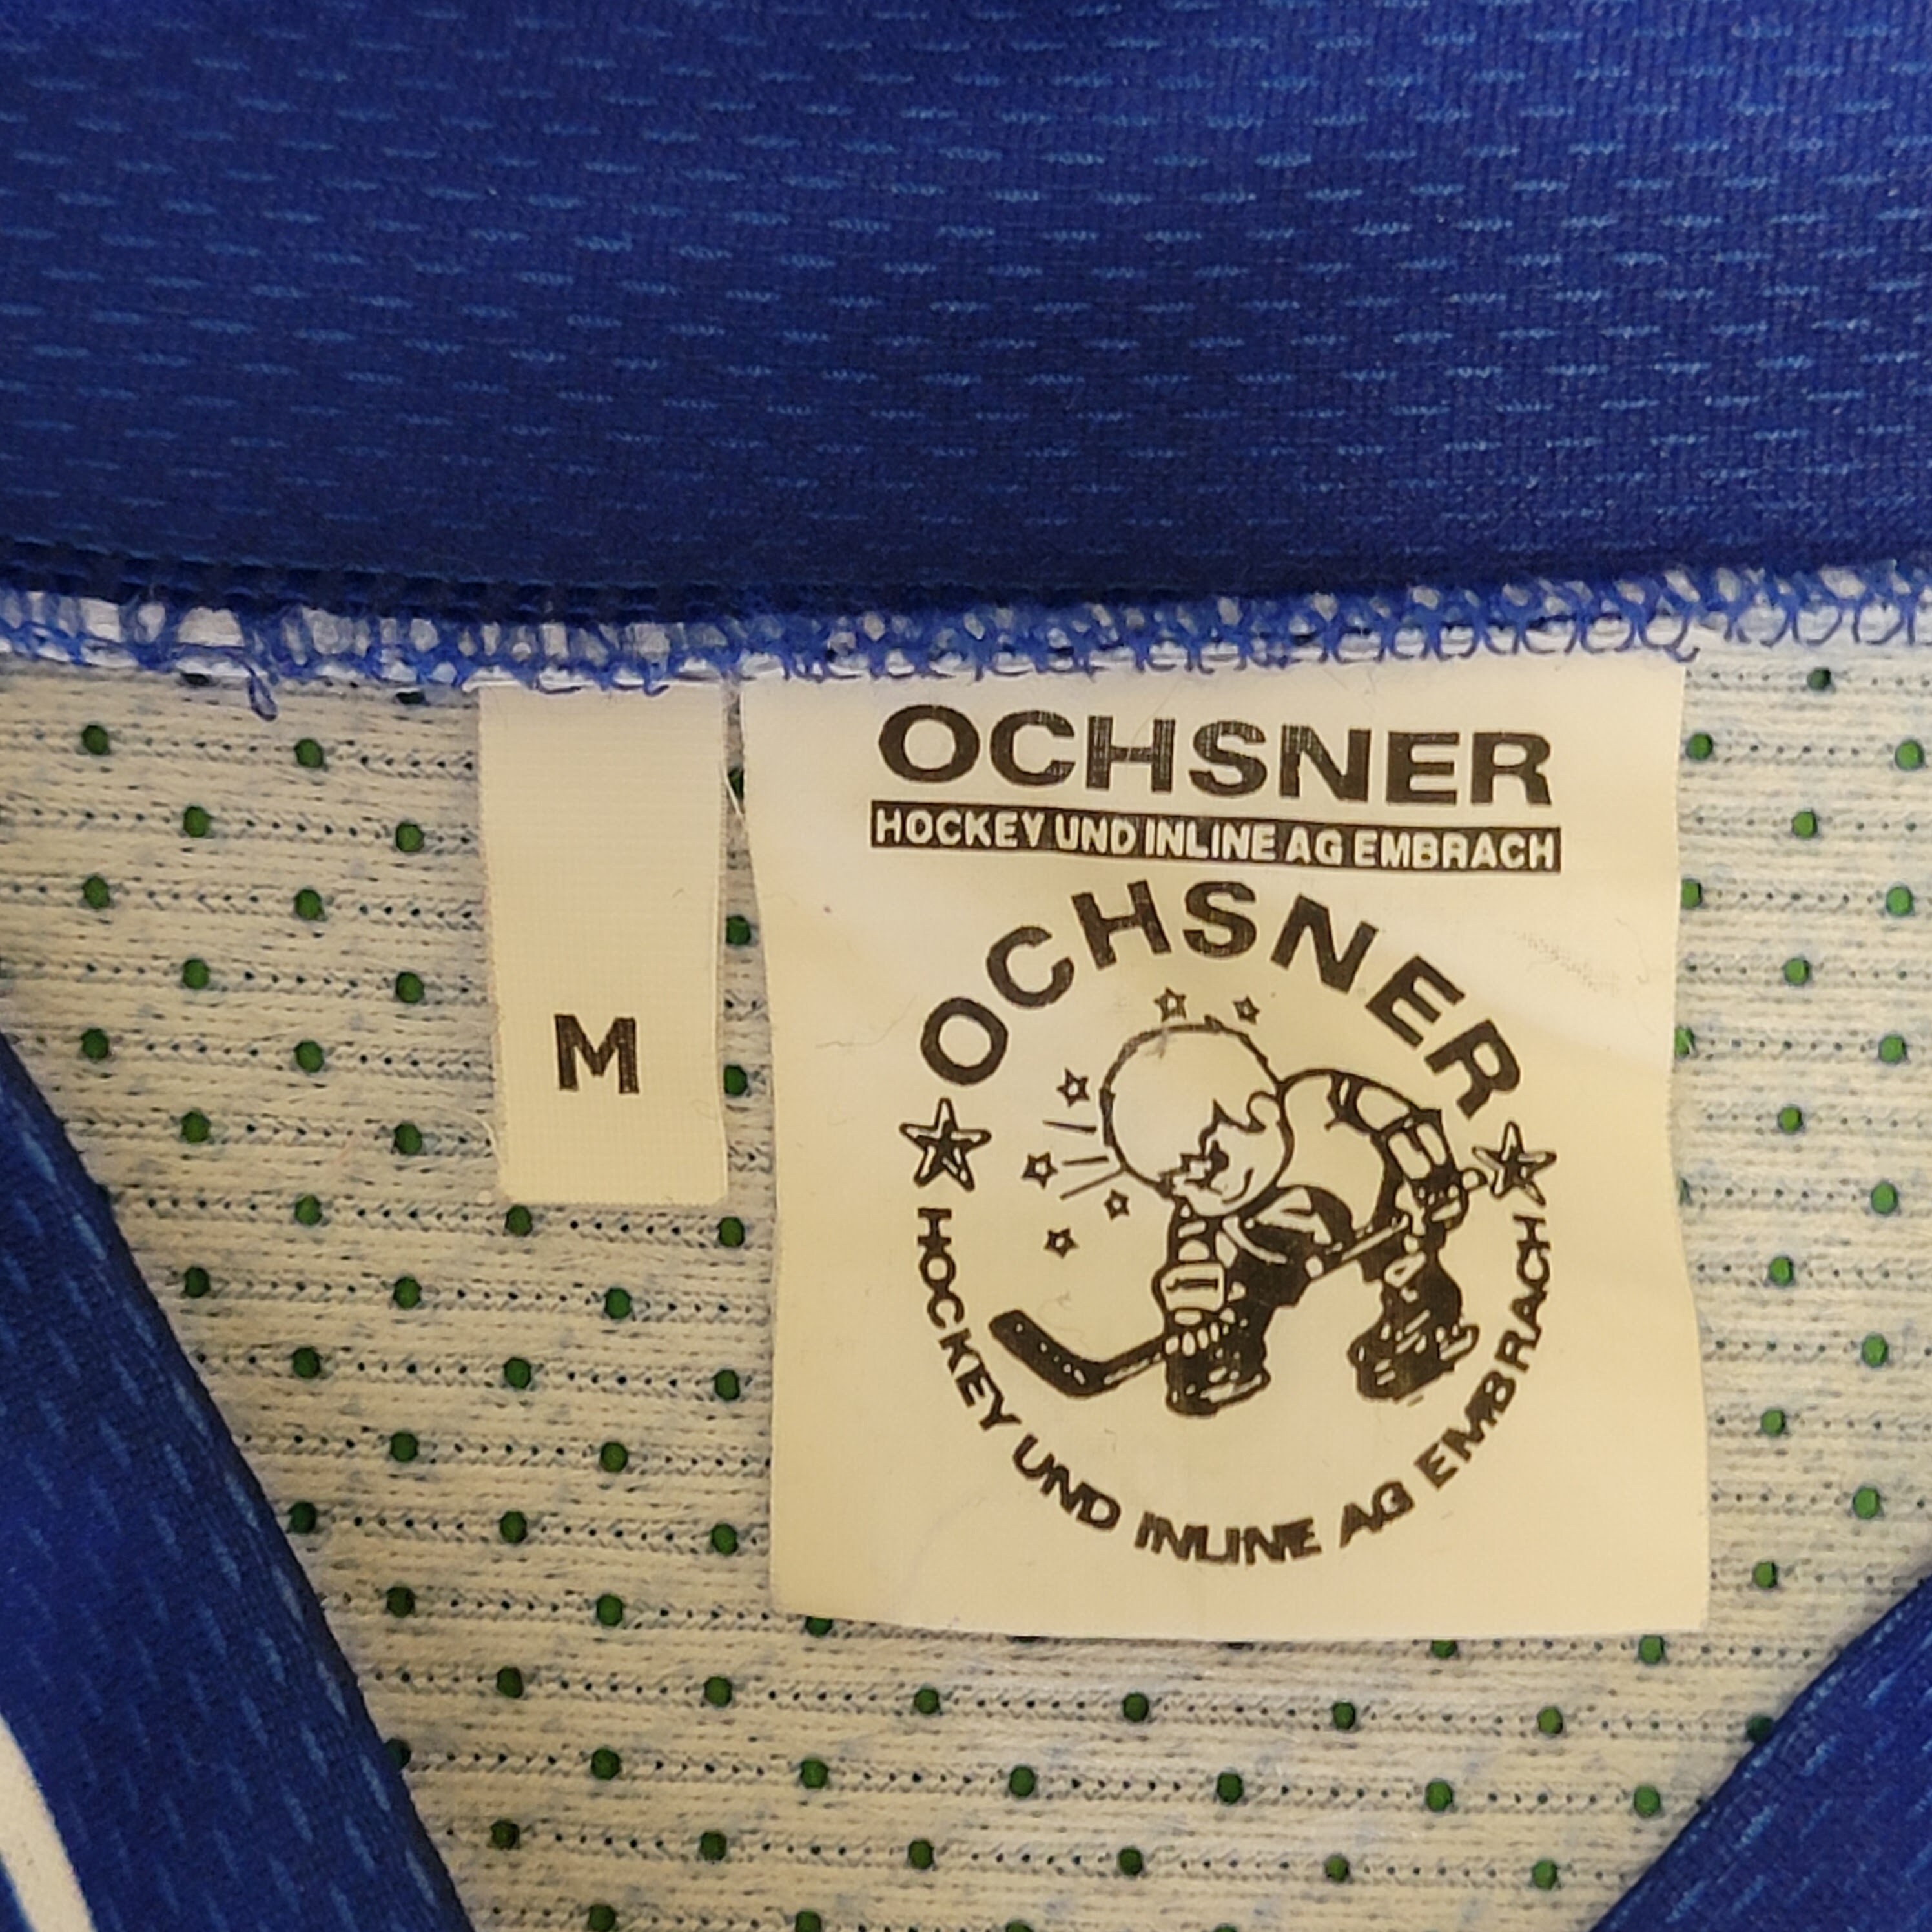 M
OCHSNER
HOCKEY UND INLINE AG EMBRACH
OCHSNER
HOCKEY UND INLINE AG EMBRACH